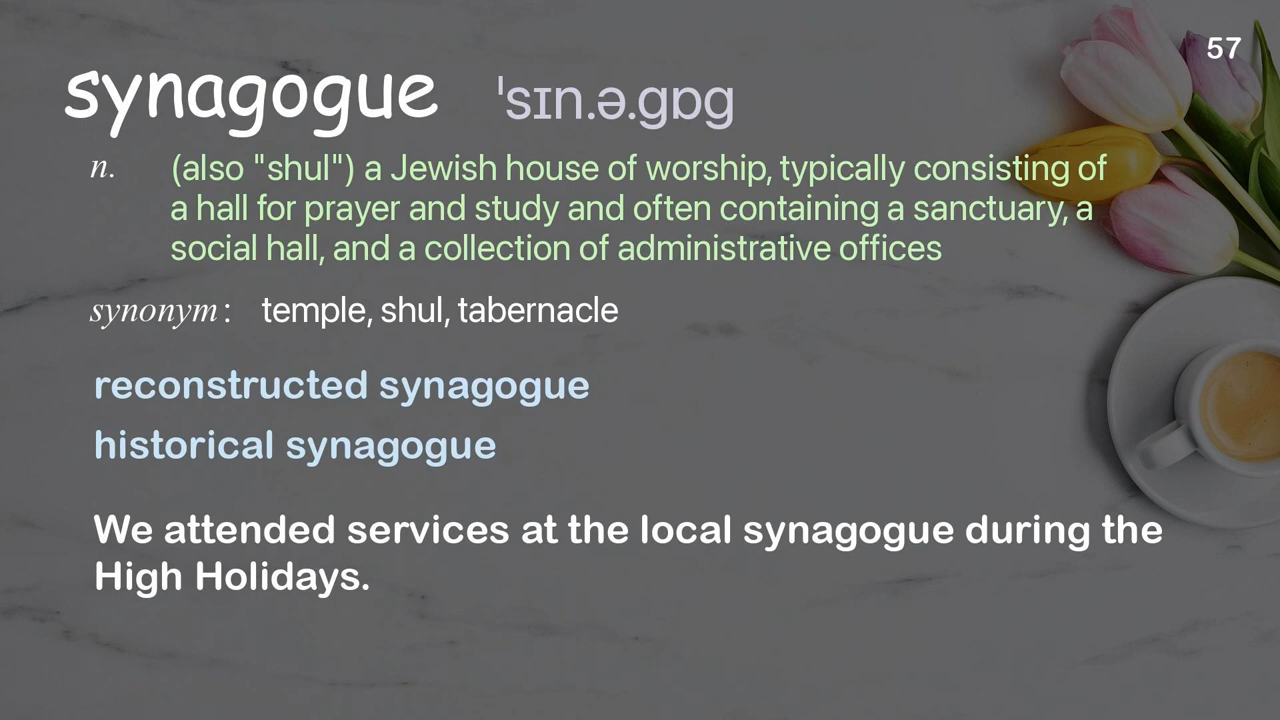 57
synagogue ˈsɪn.ə.gɒg
n. (also "shul") a Jewish house of worship, typically consisting of
a hall for prayer and study and often containing a sanctuary, a
social hall, and a collection of administrative offices
synonym: temple, shul, tabernacle
reconstructed synagogue
historical synagogue
We attended services at the local synagogue during the
High Holidays.